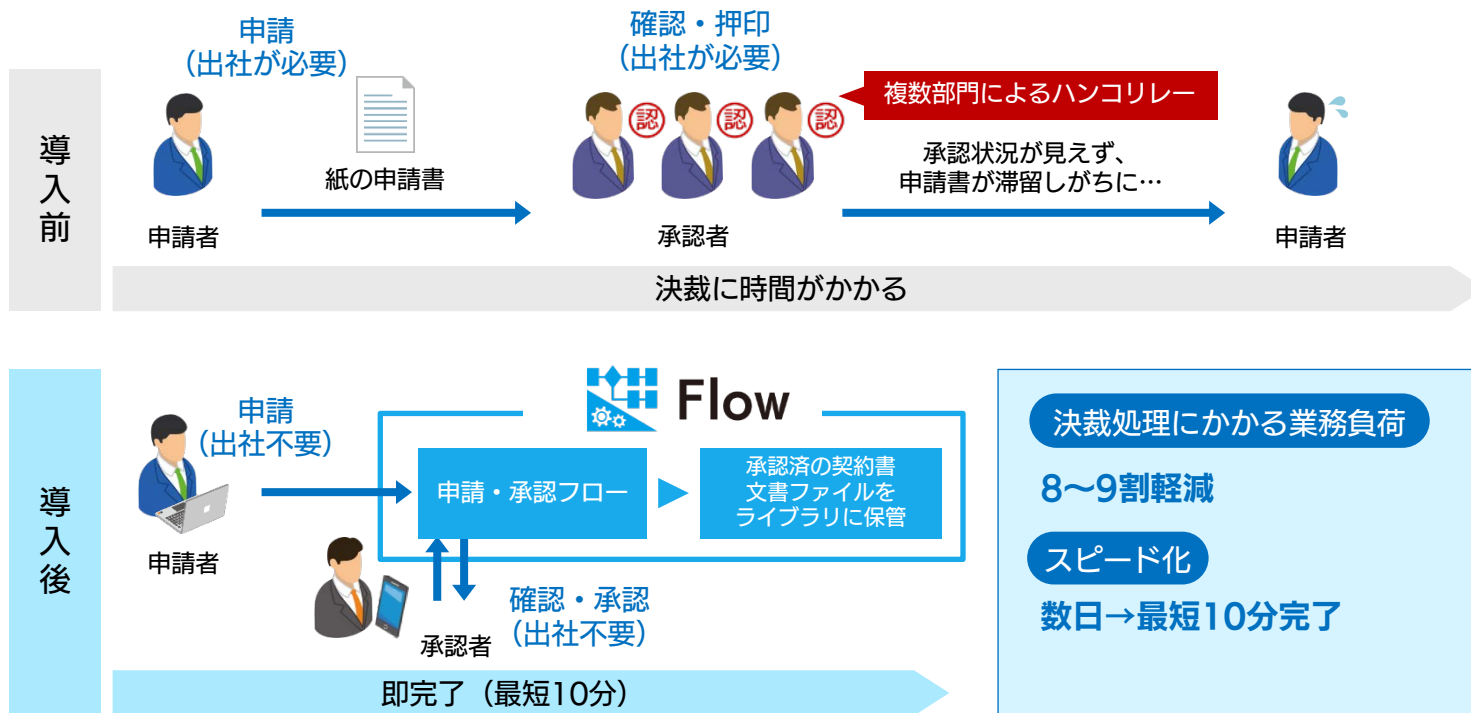 申請
（出社が必要）
確認・押印
（出社が必要）
複数部門によるハンコリレー
認
認
認
導入前
紙の申請書
承認状況が見えず、
申請書が滞留しがちに…
申請者
承認者
申請者
決裁に時間がかかる
Flow
導入後
申請
（出社不要）
申請・承認フロー
承認済の契約書
文書ファイルを
ライブラリに保管
申請者
確認・承認
（出社不要）
承認者
即完了（最短10分）
決裁処理にかかる業務負荷
8～9割軽減
スピード化
数日→最短10分完了